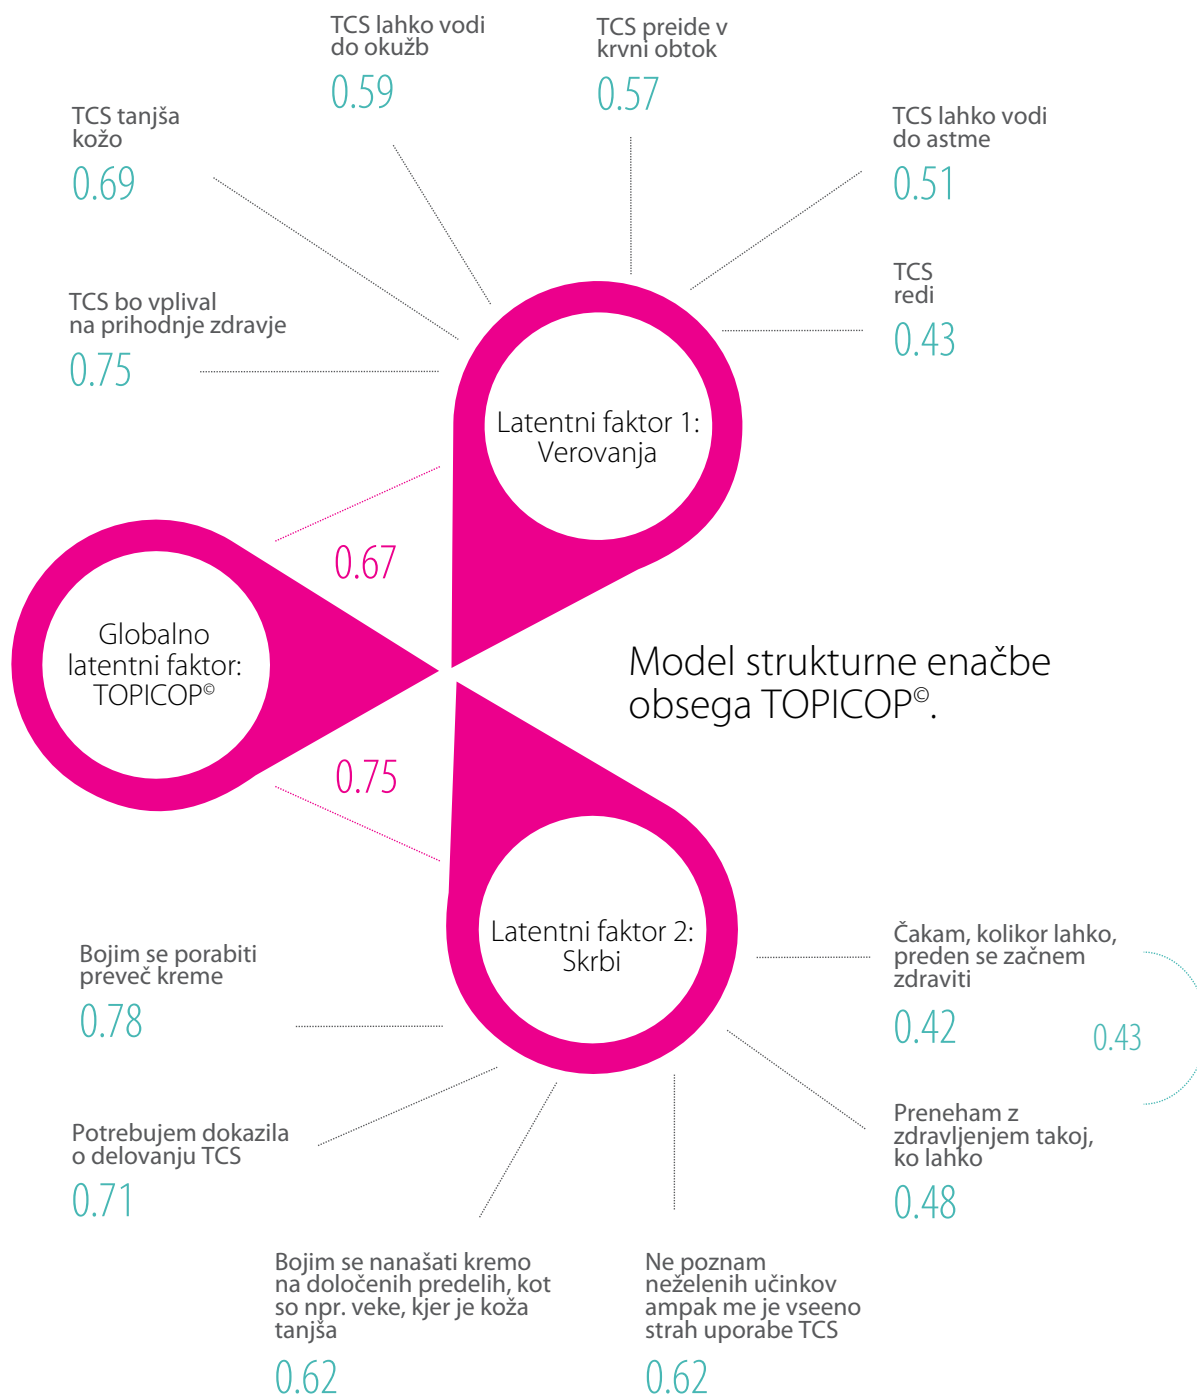 TCS lahko vodi
do okužb
0.59
TCS preide v
krvni obtok
0.57
TCS tanjša
kožo
0.69
TCS lahko vodi
do astme
0.51
TCS bo vplival
na prihodnje zdravje
0.75
TCS
redi
0.43
Latentni faktor 1:
Verovanja
0.67
Globalno
latentni faktor:
TOPICOP©
Model strukturne enačbe
obsega TOPICOP©.
0.75
Latentni faktor 2:
Skrbi
Bojim se porabiti
preveč kreme
0.78
Čakam, kolikor lahko,
preden se začnem
zdraviti
0.42
0.43
Potrebujem dokazila
o delovanju TCS
0.71
Preneham z
zdravljenjem takoj,
ko lahko
0.48
Bojim se nanašati kremo
na določenih predelih, kot
so npr. veke, kjer je koža
tanjša
0.62
Ne poznam
neželenih učinkov
ampak me je vseeno
strah uporabe TCS
0.62